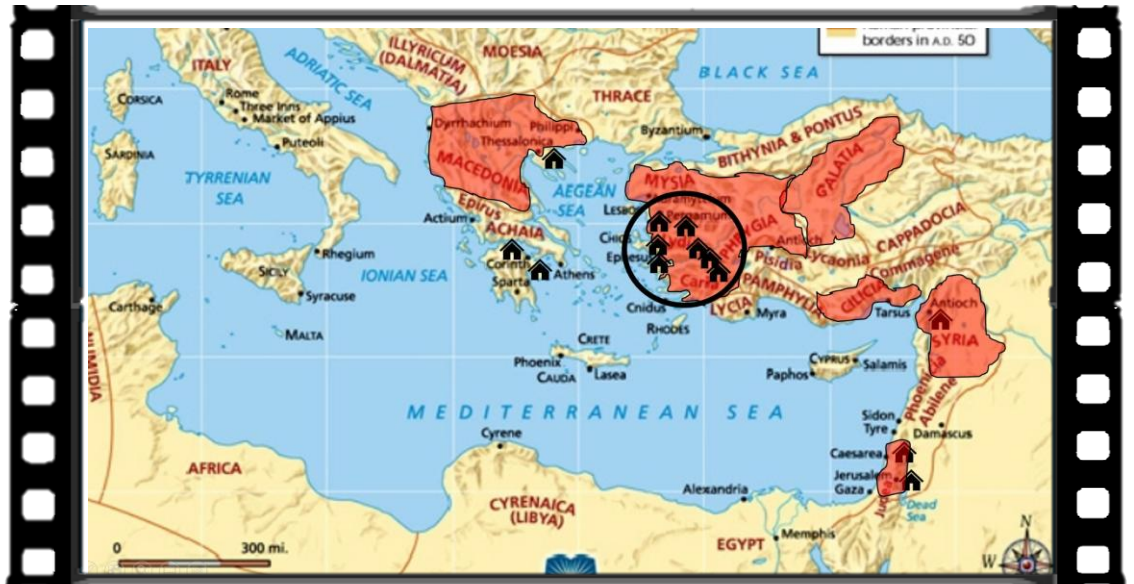 borders in A.D. 50
ITALY
ADRIATIC SEA
ILLYRICUM
(DALMATIA)
MOESIA
BLACK SEA
CORSICA
Rome
Three Inns
Market of Appius
THRACE
Dyrrhachium
Philippi
Thessalonica
Byzantium
BITHYNIA & PONTUS
SARDINIA
Puteoli
MACEDONIA
TYRRENIAN
SEA
AEGEAN
SEA
MYSIA
GALATIA
Pergamum
Actium
Epirus
ACHAIA
PHRYGIA
Antioch
CAPPADOCIA
Rhegium
SICILY
IONIAN SEA
Corinth
Athens
Sparta
Pisidia
Lycaonia
Commagene
Carthage
Syracuse
PAMPHYLIA
CILICIA
Tarsus
Antioch
LYCIA
Myra
Cnidus
RHODES
SYRIA
MALTA
CRETE
Phoenix
CAUDA
Lasea
CYPRUS
Salamis
Paphos
NUMIDIA
Phoenicia
Abilene
MEDITERRANEAN SEA
Sidon
Tyre
Damascus
Cyrene
Caesarea
Jerusalem
Gaza
AFRICA
Alexandria
Dead
Sea
CYRENAICA
(LIBYA)
EGYPT
Memphis
N
W
0 300 mi.